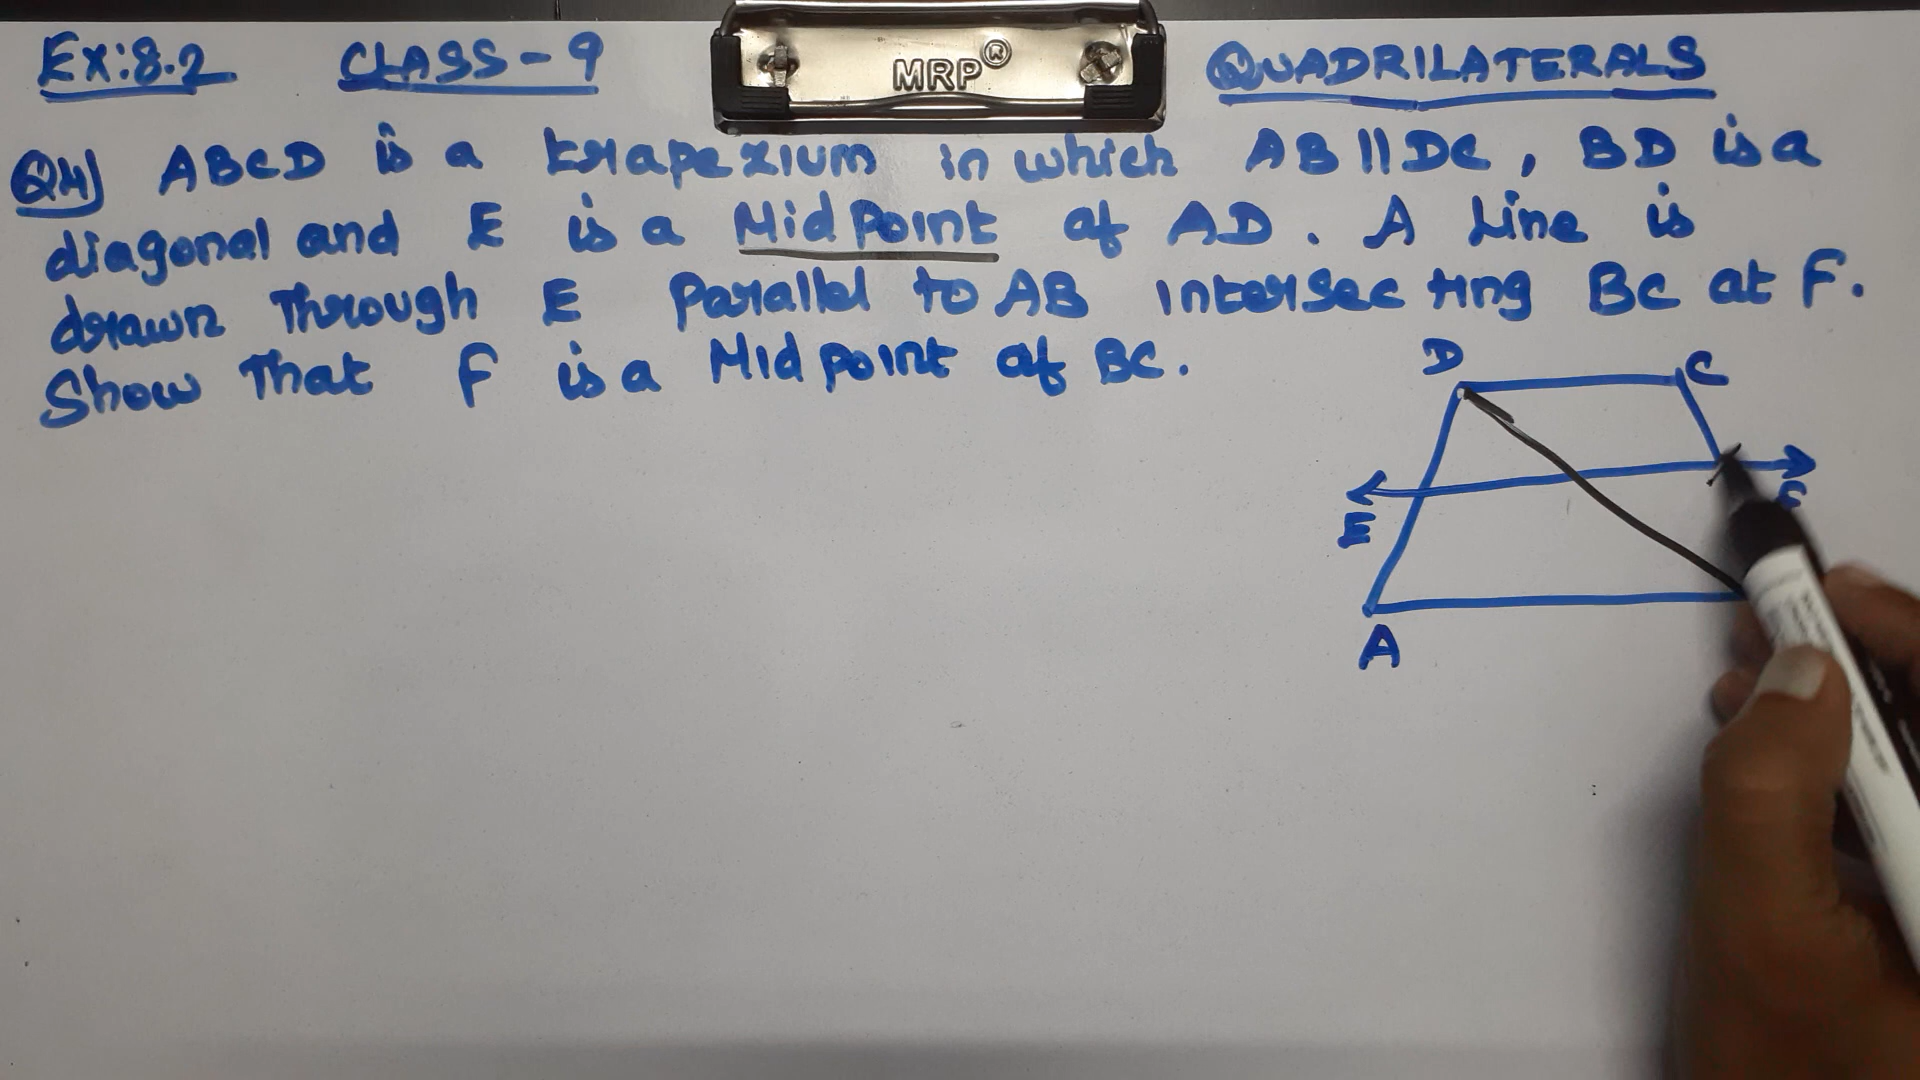 Ex:8.2 CLASS-9 MRP® QUADRILATERALS
Q4) ABCD is a trapezium in which AB||DC, BD is a
diagonal and E is a Mid Point of AD. A Line is
drawn Through E Parallel to AB intersecting BC at F.
Show That F is a Midpoint of BC.
D C
E F
A